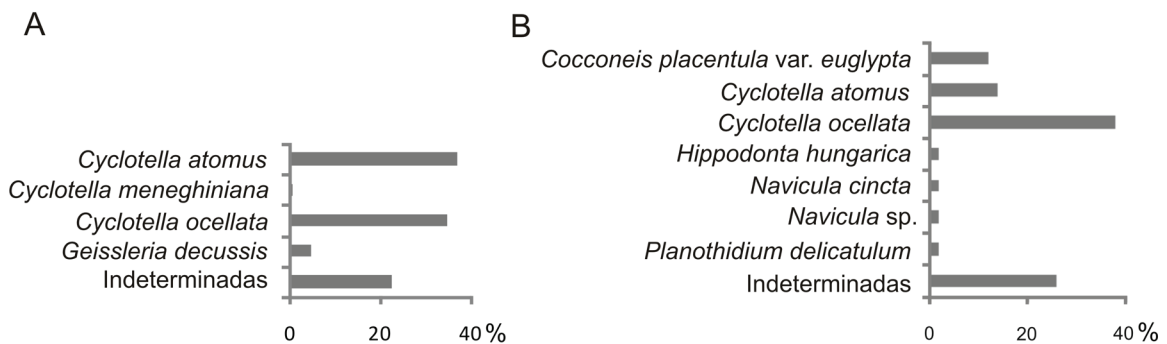 A
Cyclotella atomus
Cyclotella meneghiniana
Cyclotella ocellata
Geissleria decussis
Indeterminadas
0 20 40 %
B
Cocconeis placentula var. euglypta
Cyclotella atomus
Cyclotella ocellata
Hippodonta hungarica
Navicula cincta
Navicula sp.
Planothidium delicatulum
Indeterminadas
0 20 40 %